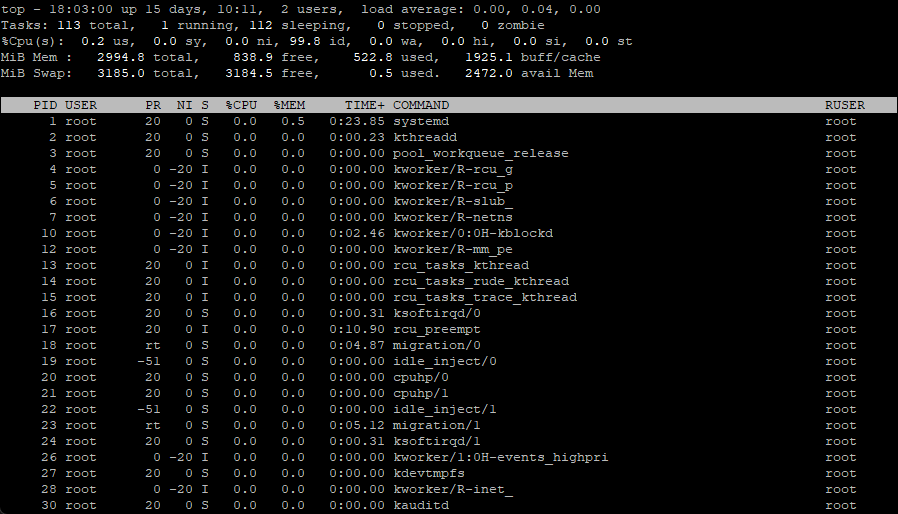 top - 18:03:00 up 15 days, 10:11,  2 users,  load average: 0.00, 0.04, 0.00
Tasks: 113 total,   1 running, 112 sleeping,   0 stopped,   0 zombie
%Cpu(s):  0.2 us,  0.0 sy,  0.0 ni, 99.8 id,  0.0 wa,  0.0 hi,  0.0 si,  0.0 st
MiB Mem :   2994.8 total,    838.9 free,    522.8 used,   1925.1 buff/cache
MiB Swap:   3185.0 total,   3184.5 free,      0.5 used.   2472.0 avail Mem
PID USER      PR  NI S  %CPU  %MEM     TIME+ COMMAND                                               RUSER
1 root      20   0 S   0.0   0.5   0:23.85 systemd                                               root
2 root      20   0 S   0.0   0.0   0:00.23 kthreadd                                              root
3 root      20   0 S   0.0   0.0   0:00.00 pool_workqueue_release                                root
4 root       0 -20 I   0.0   0.0   0:00.00 kworker/R-rcu_g                                       root
5 root       0 -20 I   0.0   0.0   0:00.00 kworker/R-rcu_p                                       root
6 root       0 -20 I   0.0   0.0   0:00.00 kworker/R-slub_                                       root
7 root       0 -20 I   0.0   0.0   0:00.00 kworker/R-netns                                       root
10 root       0 -20 I   0.0   0.0   0:02.46 kworker/0:0H-kblockd                                  root
12 root       0 -20 I   0.0   0.0   0:00.00 kworker/R-mm_pe                                       root
13 root      20   0 I   0.0   0.0   0:00.00 rcu_tasks_kthread                                     root
14 root      20   0 I   0.0   0.0   0:00.00 rcu_tasks_rude_kthread                                root
15 root      20   0 I   0.0   0.0   0:00.00 rcu_tasks_trace_kthread                               root
16 root      20   0 S   0.0   0.0   0:00.31 ksoftirqd/0                                           root
17 root      20   0 I   0.0   0.0   0:10.90 rcu_preempt                                           root
18 root      rt   0 S   0.0   0.0   0:04.87 migration/0                                           root
19 root     -51   0 S   0.0   0.0   0:00.00 idle_inject/0                                         root
20 root      20   0 S   0.0   0.0   0:00.00 cpuhp/0                                               root
21 root      20   0 S   0.0   0.0   0:00.00 cpuhp/1                                               root
22 root     -51   0 S   0.0   0.0   0:00.00 idle_inject/1                                         root
23 root      rt   0 S   0.0   0.0   0:05.12 migration/1                                           root
24 root      20   0 S   0.0   0.0   0:00.31 ksoftirqd/1                                           root
26 root       0 -20 I   0.0   0.0   0:00.00 kworker/1:0H-events_highpri                           root
27 root      20   0 S   0.0   0.0   0:00.00 kdevtmpfs                                             root
28 root       0 -20 I   0.0   0.0   0:00.00 kworker/R-inet_                                       root
30 root      20   0 S   0.0   0.0   0:00.00 kauditd                                               root